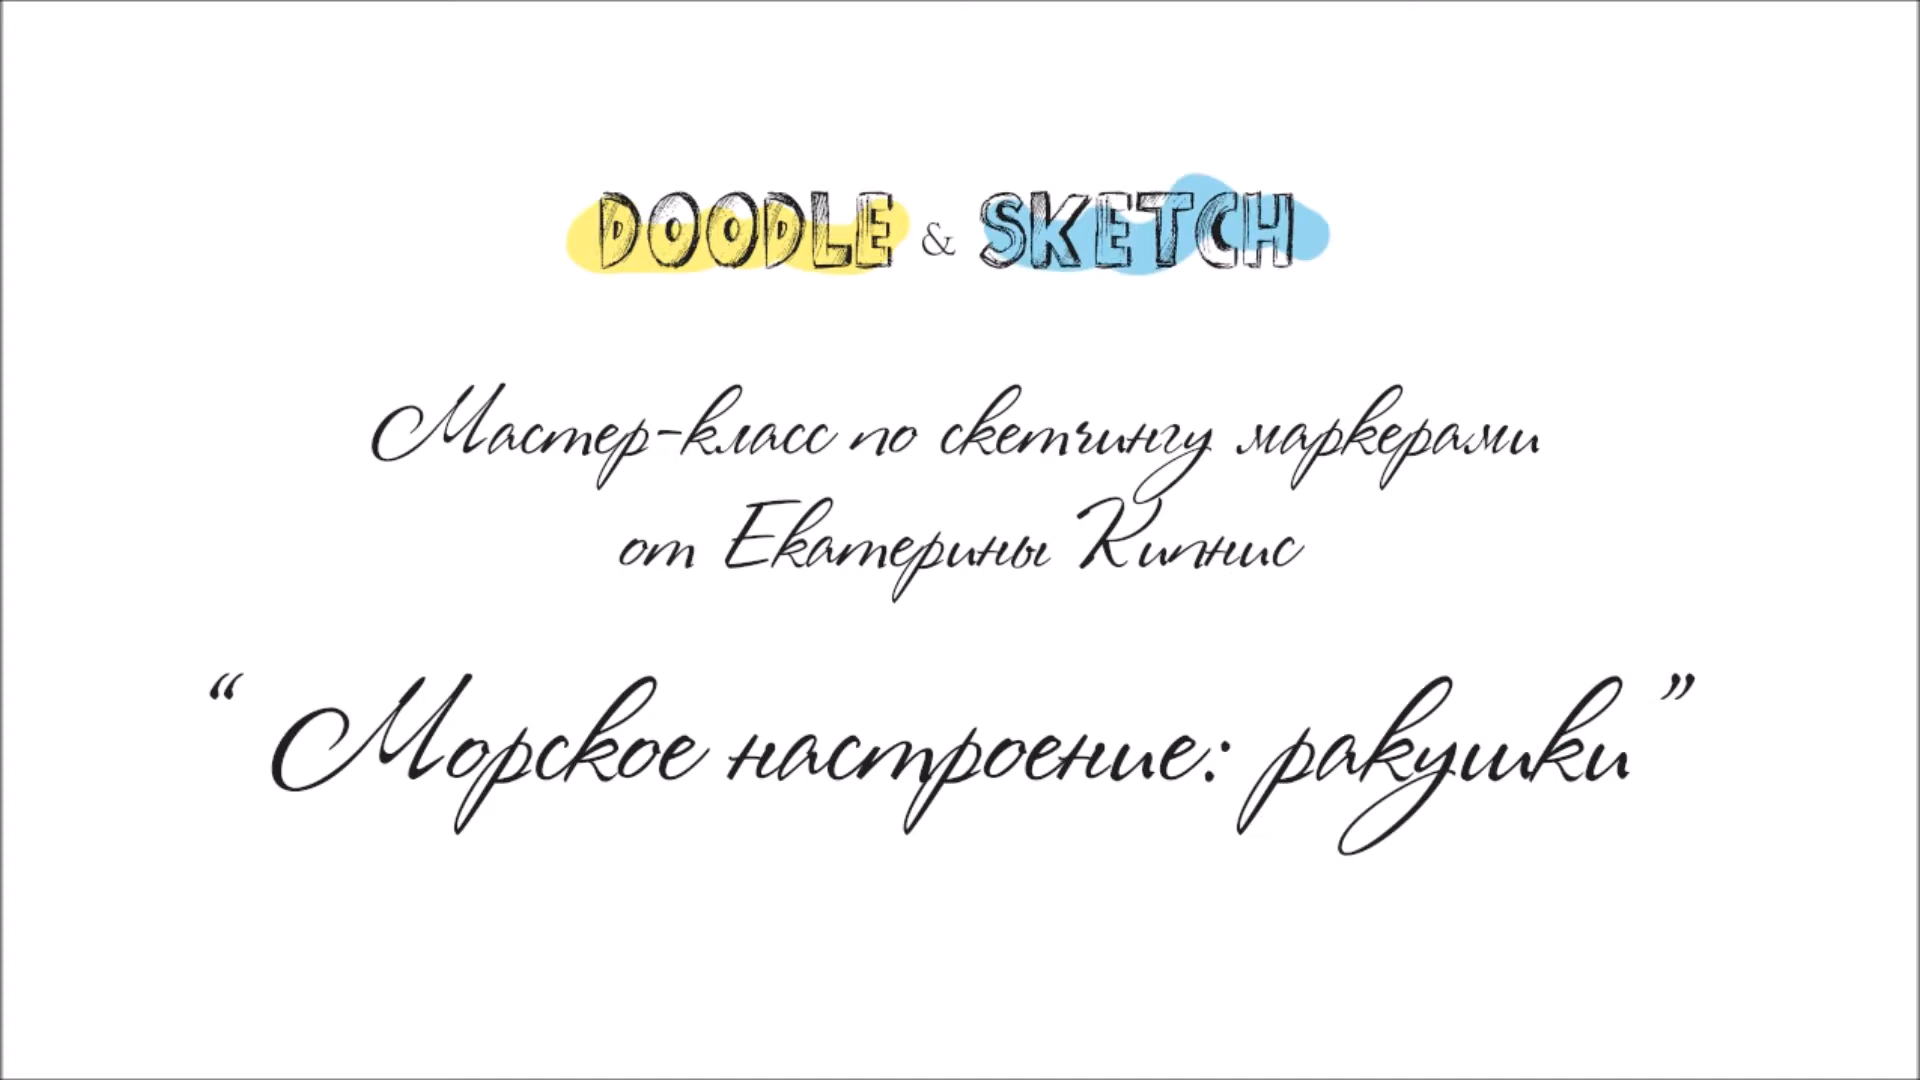 DOODLE & SKETCH
Мастер-класс по скетчингу маркерами
от Екатерины Кипнис
“ Морское настроение: ракушки ”